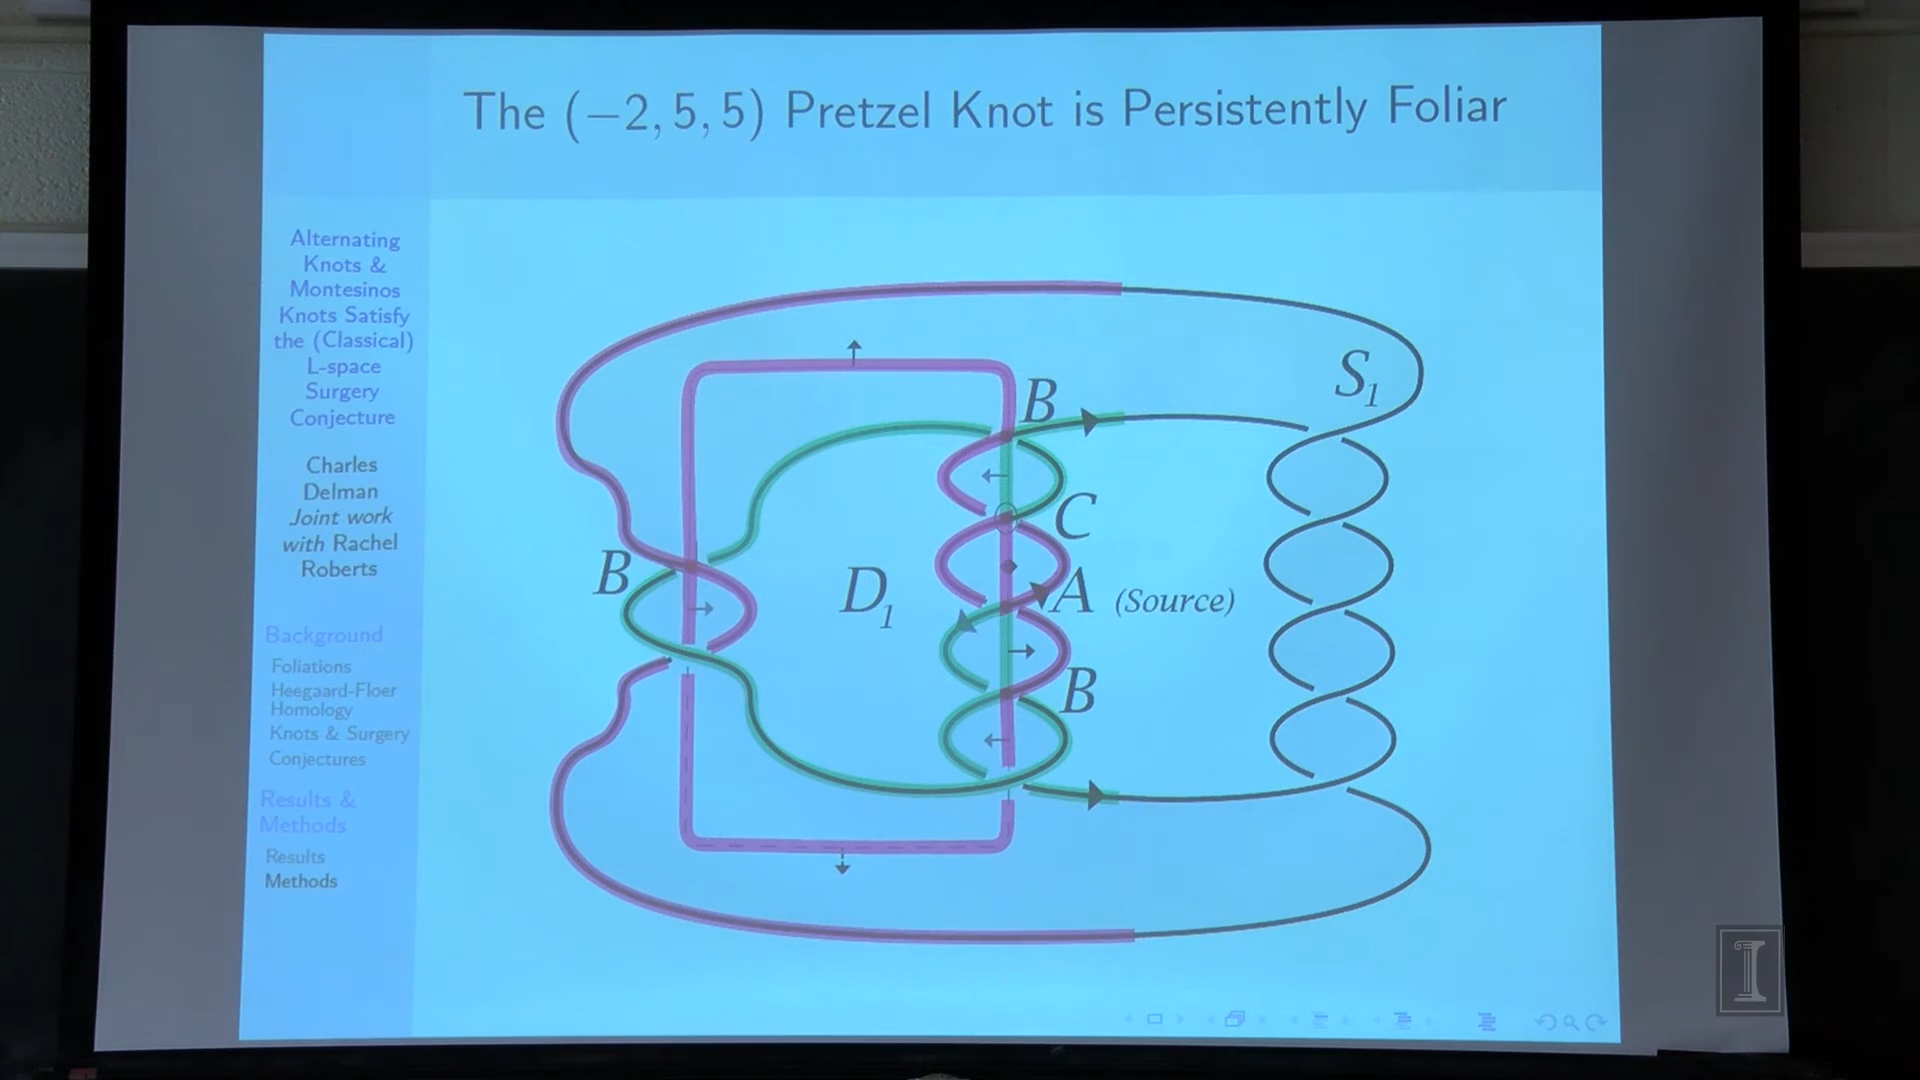 The (−2, 5, 5) Pretzel Knot is Persistently Foliar
Alternating
Knots &
Montesinos
Knots Satisfy
the (Classical)
L-space
Surgery
Conjecture
Charles
Delman
Joint work
with Rachel
Roberts
Background
Foliations
Heegaard-Floer
Homology
Knots & Surgery
Conjectures
Results &
Methods
Results
Methods
S1
B
C
B
D1
A (Source)
B
I